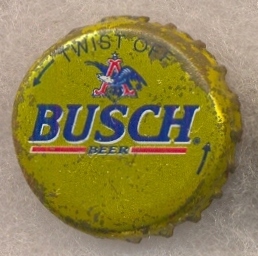 TWIST OFF
A
BUSCH®
BEER